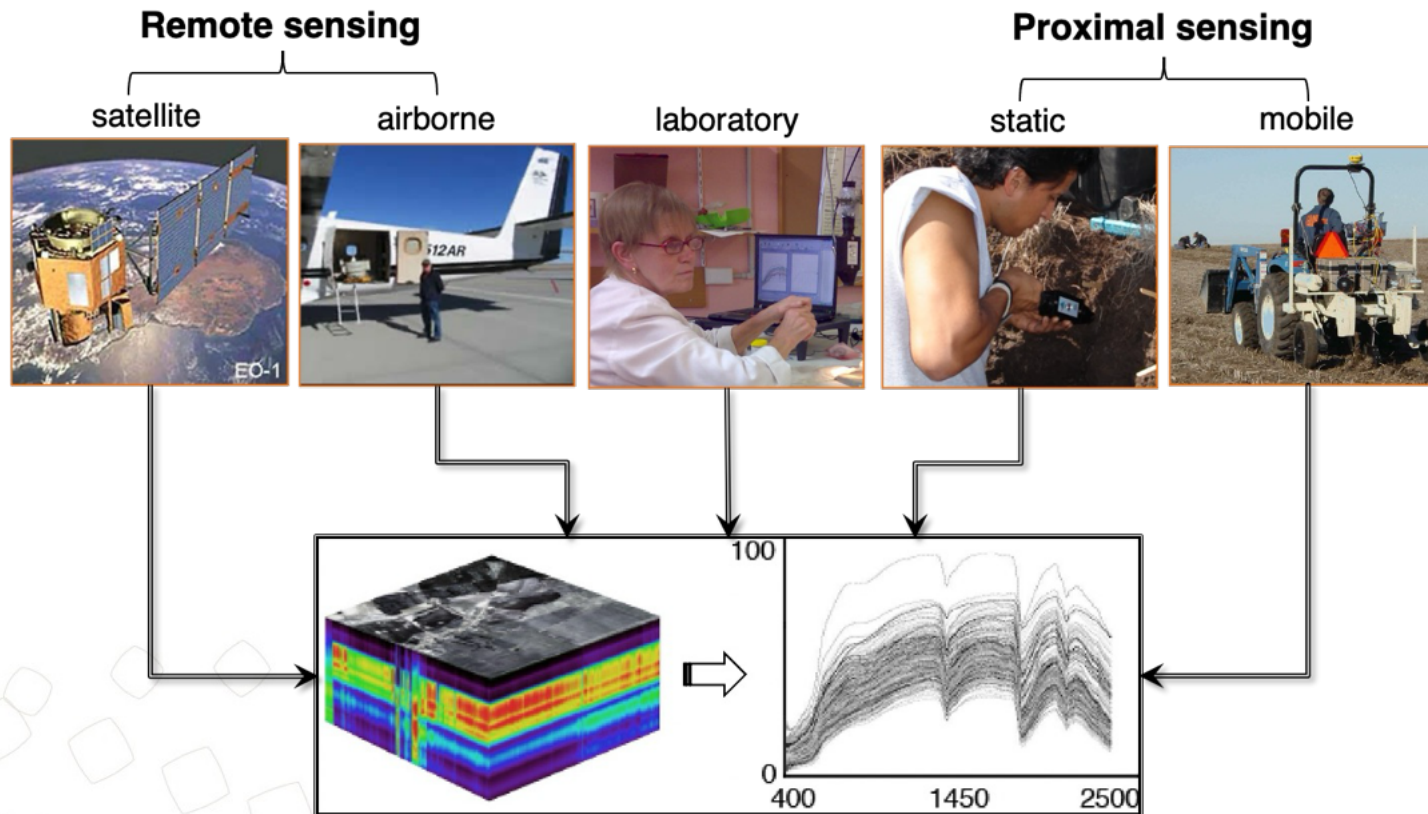 Remote sensing
Proximal sensing
satellite
airborne
laboratory
static
mobile
EO-1
512AR
100
0
400
1450
2500